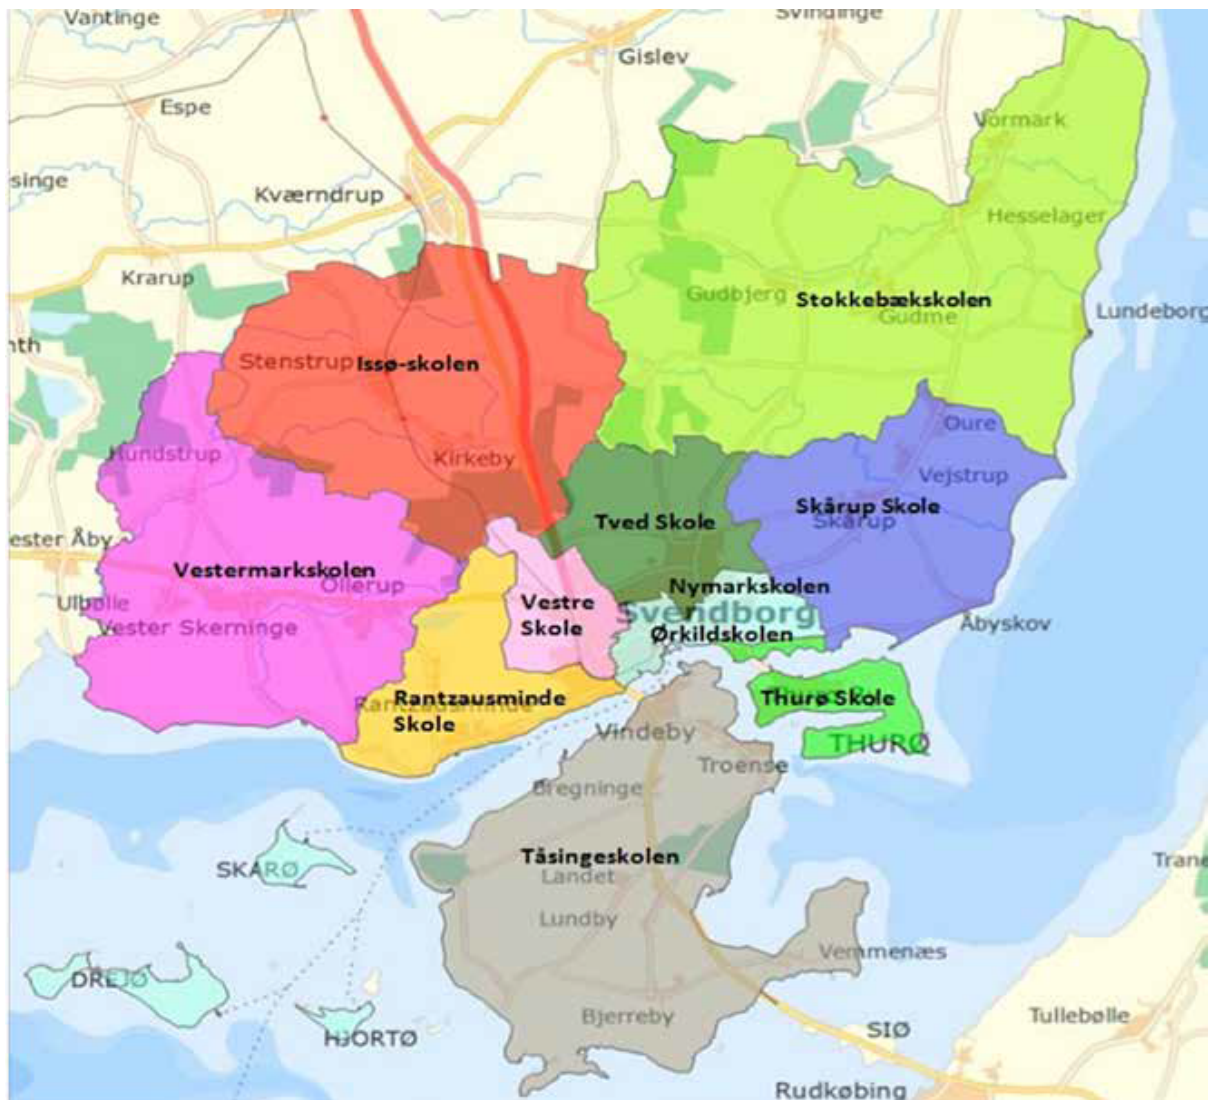 Vantinge
Svindinge
Gislev
Espe
Vormark
singe
Kværndrup
Hesselager
Krarup
Gudbjerg
Stokkebækskolen
Gudme
Lundeborg
nth
Stenstrup
Issø-skolen
Oure
Hundstrup
Kirkeby
Vejstrup
Skårup Skole
Skårup
Tved Skole
ester Åby
Vestermarkskolen
Ollerup
Nymarkskolen
Ulbølle
Vestre
Skole
Svendborg
Vester Skerninge
Ørkildskolen
Åbyskov
Rantzausminde
Skole
Rantzausminde
Thurø Skole
Vindeby
THURØ
Troense
Bregninge
Tåsingeskolen
Trane
SKARØ
Landet
Lundby
Vemmenæs
DREJØ
Bjerreby
Tullebølle
HJORTØ
SIØ
Rudkøbing